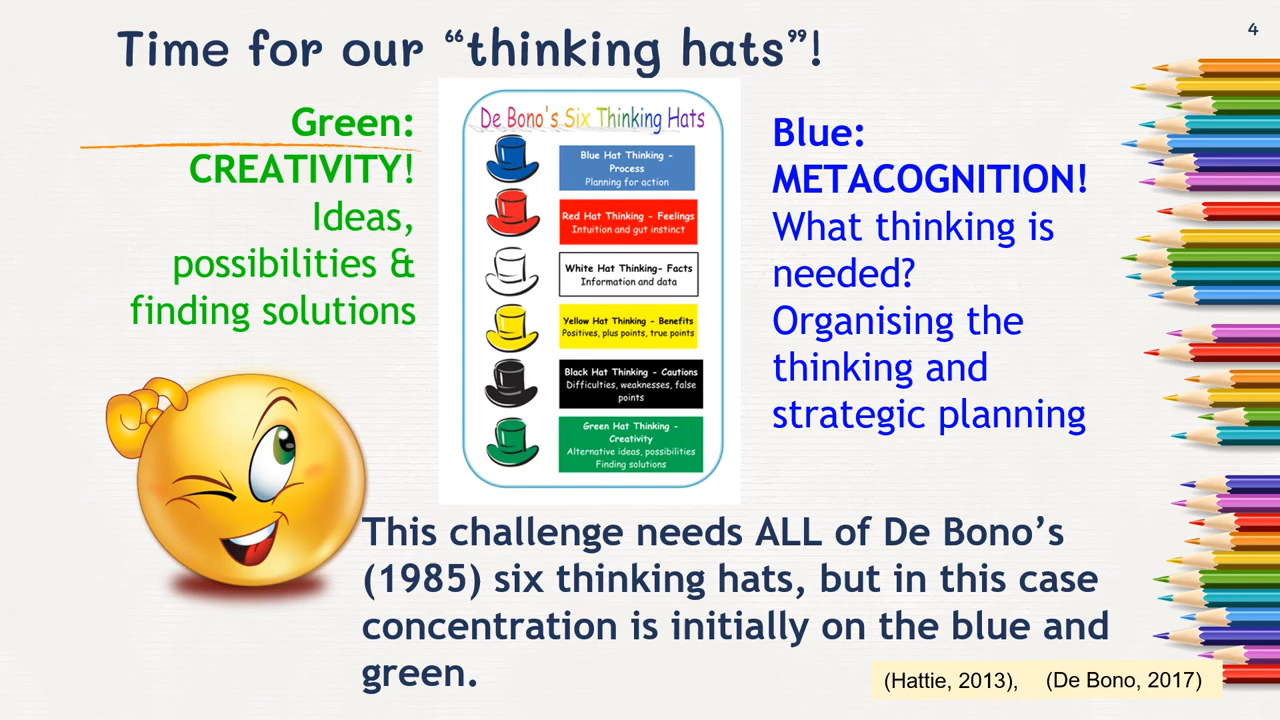 Time for our “thinking hats”!
4
Green:
CREATIVITY!
Ideas,
possibilities &
finding solutions
De Bono's Six Thinking Hats
Blue Hat Thinking -
Process
Planning for action
Red Hat Thinking - Feelings
Intuition and gut instinct
White Hat Thinking- Facts
Information and data
Yellow Hat Thinking - Benefits
Positives, plus points, true points
Black Hat Thinking - Cautions
Difficulties, weaknesses, false
points
Green Hat Thinking -
Creativity
Alternative ideas, possibilities
Finding solutions
Blue:
METACOGNITION!
What thinking is
needed?
Organising the
thinking and
strategic planning
This challenge needs ALL of De Bono’s
(1985) six thinking hats, but in this case
concentration is initially on the blue and
green.
(Hattie, 2013), (De Bono, 2017)